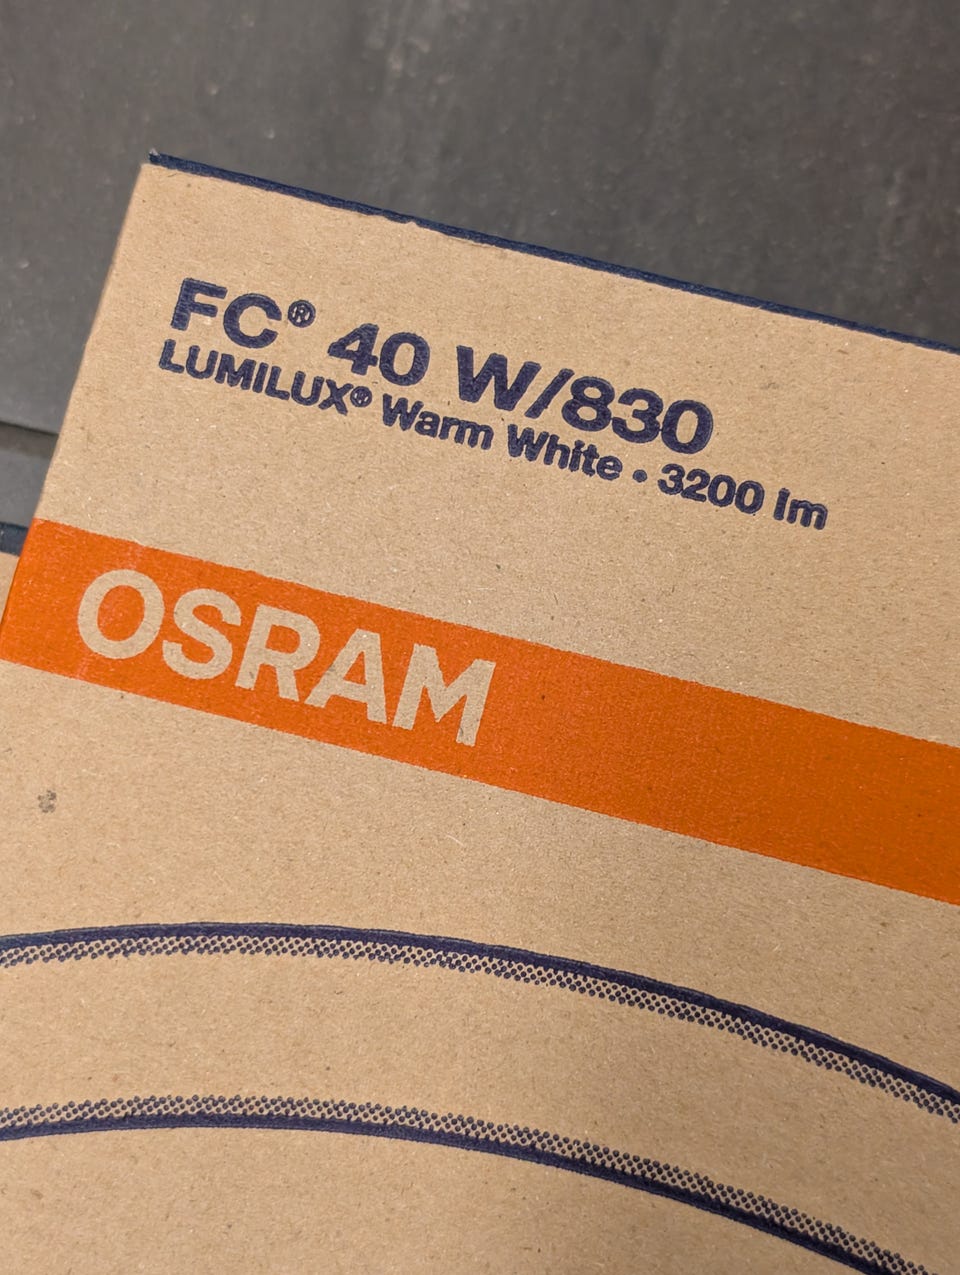 FC® 40 W/830
LUMILUX® Warm White • 3200 lm
OSRAM